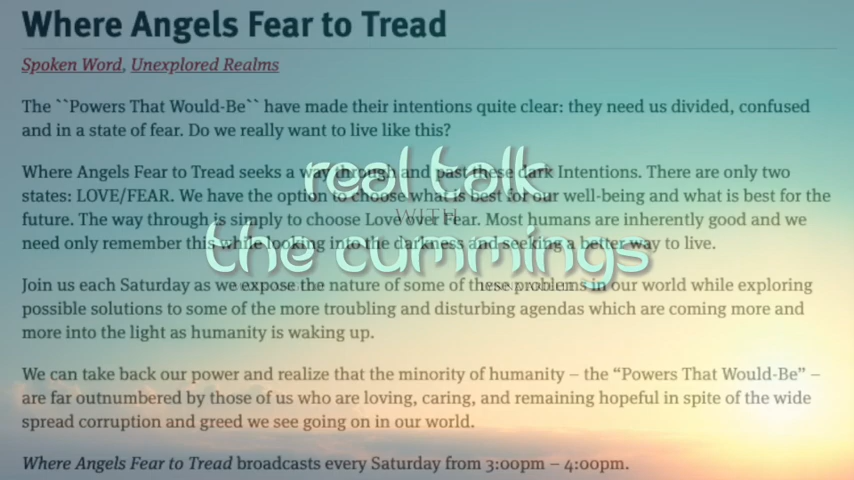 Where Angels Fear to Tread
Spoken Word, Unexplored Realms
The ``Powers That Would-Be`` have made their intentions quite clear: they need us divided, confused
and in a state of fear. Do we really want to live like this?
Where Angels Fear to Tread seeks a way through and past these dark Intentions. There are only two
states: LOVE/FEAR. We have the option to choose what is best for our well-being and what is best for the
future. The way through is simply to choose Love over Fear. Most humans are inherently good and we
need only remember this while looking into the darkness and seeking a better way to live.
real talk
WITH
the cummings
Join us each Saturday as we expose the nature of some of these problems in our world while exploring
possible solutions to some of the more troubling and disturbing agendas which are coming more and
more into the light as humanity is waking up.
We can take back our power and realize that the minority of humanity – the “Powers That Would-Be” –
are far outnumbered by those of us who are loving, caring, and remaining hopeful in spite of the wide
spread corruption and greed we see going on in our world.
Where Angels Fear to Tread broadcasts every Saturday from 3:00pm – 4:00pm.